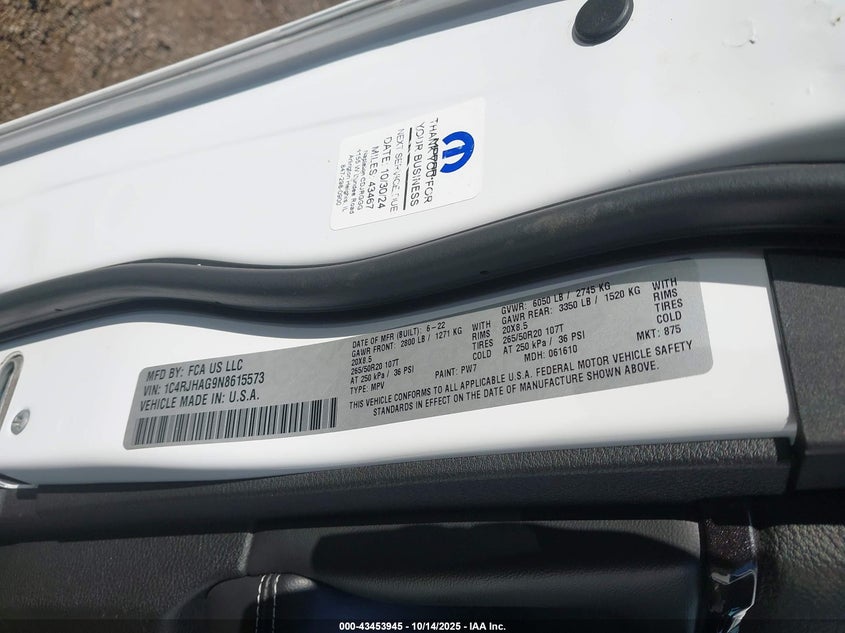 THANK YOU FOR
YOUR BUSINESS
NEXT SERVICE DUE
DATE: 10/30/24
MILES: 43467
Napleton CDJR/D/G
Arlington Heights, IL
MFD BY: FCA US LLC
VIN: 1C4RJHAG9N8615573
VEHICLE MADE IN: U.S.A.
DATE OF MFR (BUILT): 6-22
GAWR FRONT: 2800 LB / 1271 KG WITH
20X8.5 RIMS
265/50R20 107T TIRES
AT 250 kPa / 36 PSI COLD
TYPE: MPV PAINT: PW7
GVWR: 6050 LB / 2745 KG
GAWR REAR: 3350 LB / 1520 KG WITH
20X8.5 RIMS
265/50R20 107T TIRES
AT 250 kPa / 36 PSI COLD
MDH: 061610 MKT: 875
THIS VEHICLE CONFORMS TO ALL APPLICABLE U.S.A. FEDERAL MOTOR VEHICLE SAFETY
STANDARDS IN EFFECT ON THE DATE OF MANUFACTURE SHOWN ABOVE.
000-43453945 | 10/14/2025 - IAA Inc.